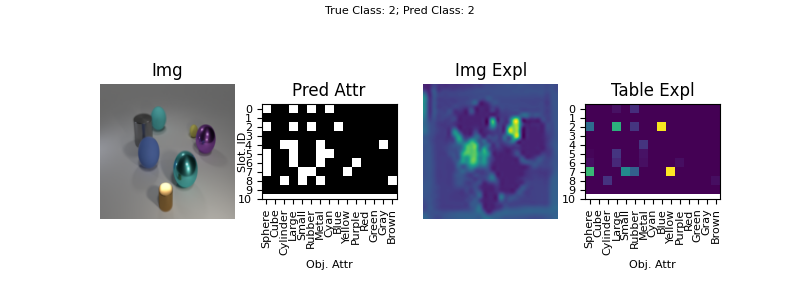 True Class: 2; Pred Class: 2
Img
Pred Attr
Img Expl
Table Expl
Slot. ID
0
1
2
3
4
5
6
7
8
9
10
Sphere
Cube
Cylinder
Large
Small
Rubber
Metal
Cyan
Blue
Yellow
Purple
Red
Green
Gray
Brown
Obj. Attr
0
1
2
3
4
5
6
7
8
9
10
Sphere
Cube
Cylinder
Large
Small
Rubber
Metal
Cyan
Blue
Yellow
Purple
Red
Green
Gray
Brown
Obj. Attr